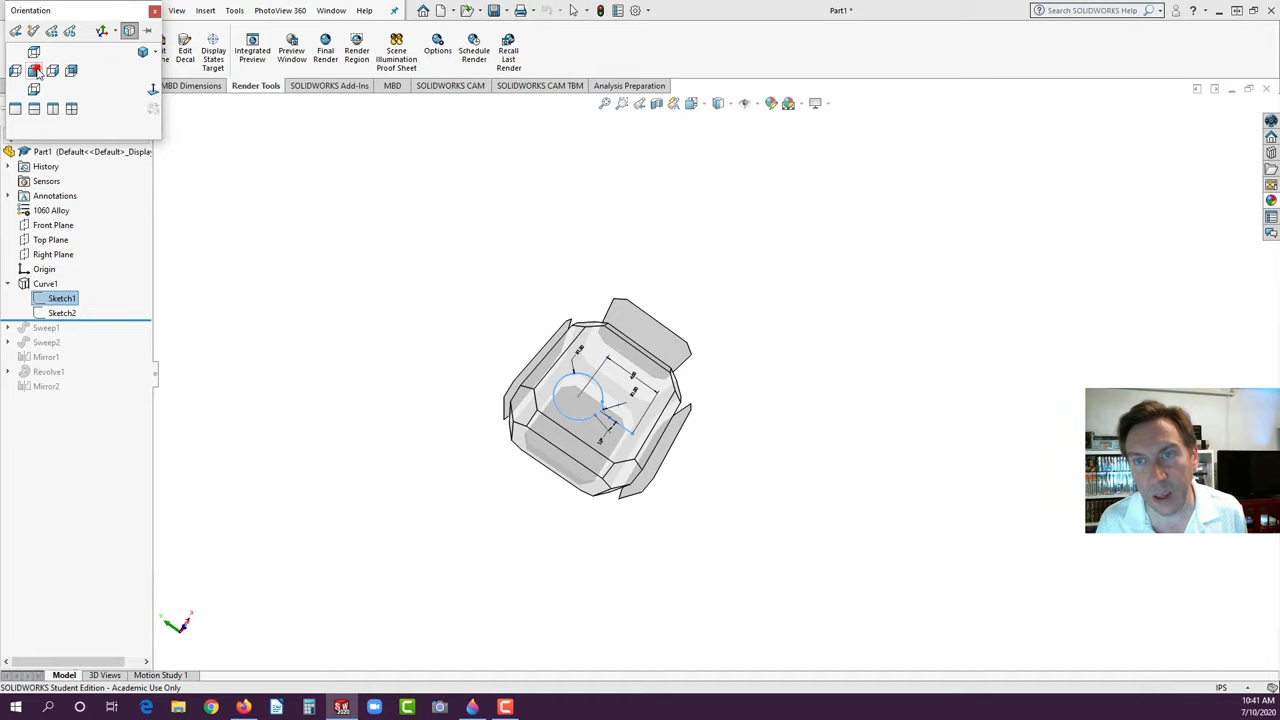 Orientation
View Insert Tools PhotoView 360 Window Help
Part1 *
Search SOLIDWORKS Help
Edit Decal
Display States Target
Integrated Preview
Preview Window
Final Render
Render Region
Scene Illumination Proof Sheet
Options
Recall Last Render
MBD Dimensions Render Tools SOLIDWORKS Add-Ins MBD SOLIDWORKS CAM SOLIDWORKS CAM TBM Analysis Preparation
Part1 (Default<<Default>_Display
History
Sensors
Annotations
1060 Alloy
Front Plane
Top Plane
Right Plane
Origin
Curve1
Sketch1
Sketch2
Sweep1
Sweep2
Mirror1
Revolve1
Mirror2
Y
X
Model 3D Views Motion Study 1
SOLIDWORKS Student Edition - Academic Use Only
IPS
10:41 AM
7/10/2020